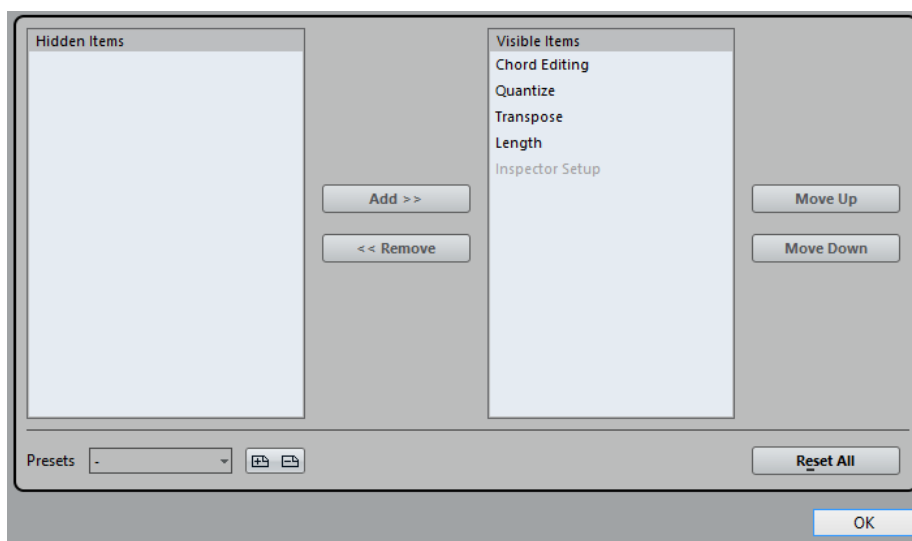 Hidden Items
Visible Items
Chord Editing
Quantize
Transpose
Length
Inspector Setup
Add >>
<< Remove
Move Up
Move Down
Presets
-
Reset All
OK